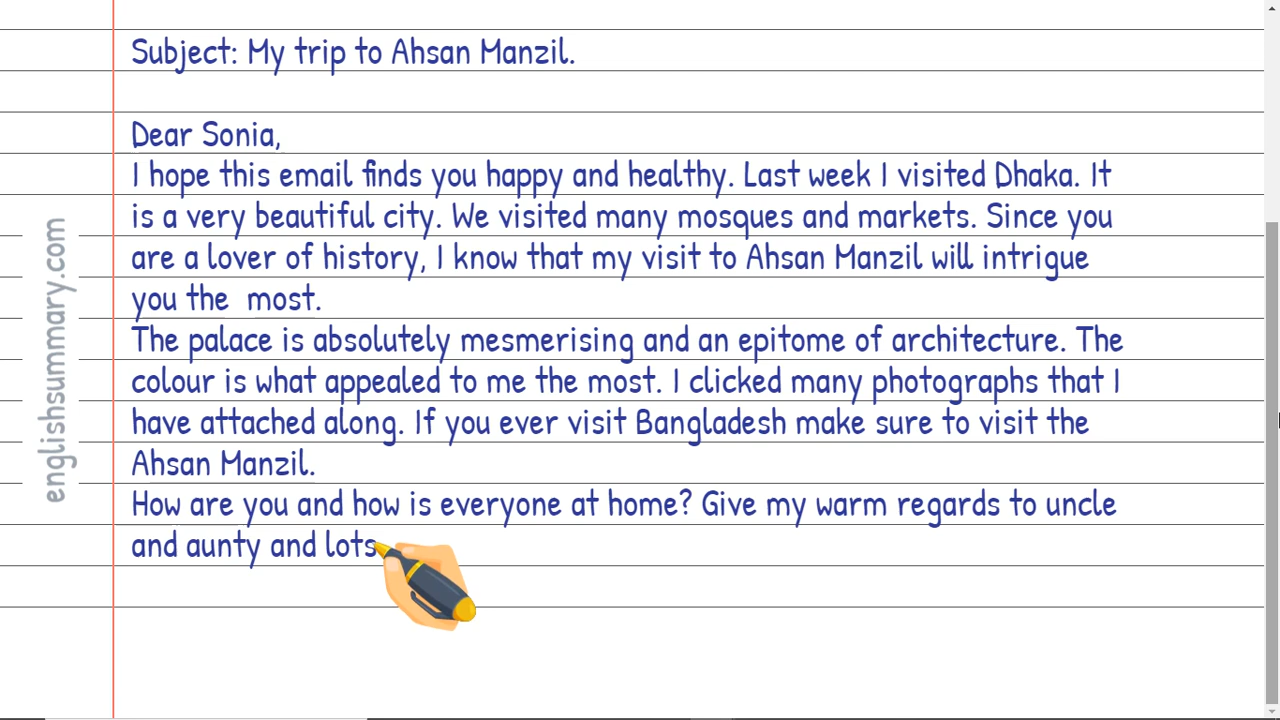 Subject: My trip to Ahsan Manzil.
Dear Sonia,
I hope this email finds you happy and healthy. Last week I visited Dhaka. It
is a very beautiful city. We visited many mosques and markets. Since you
are a lover of history, I know that my visit to Ahsan Manzil will intrigue
you the  most.
The palace is absolutely mesmerising and an epitome of architecture. The
colour is what appealed to me the most. I clicked many photographs that I
have attached along. If you ever visit Bangladesh make sure to visit the
Ahsan Manzil.
How are you and how is everyone at home? Give my warm regards to uncle
and aunty and lots
englishsummary.com